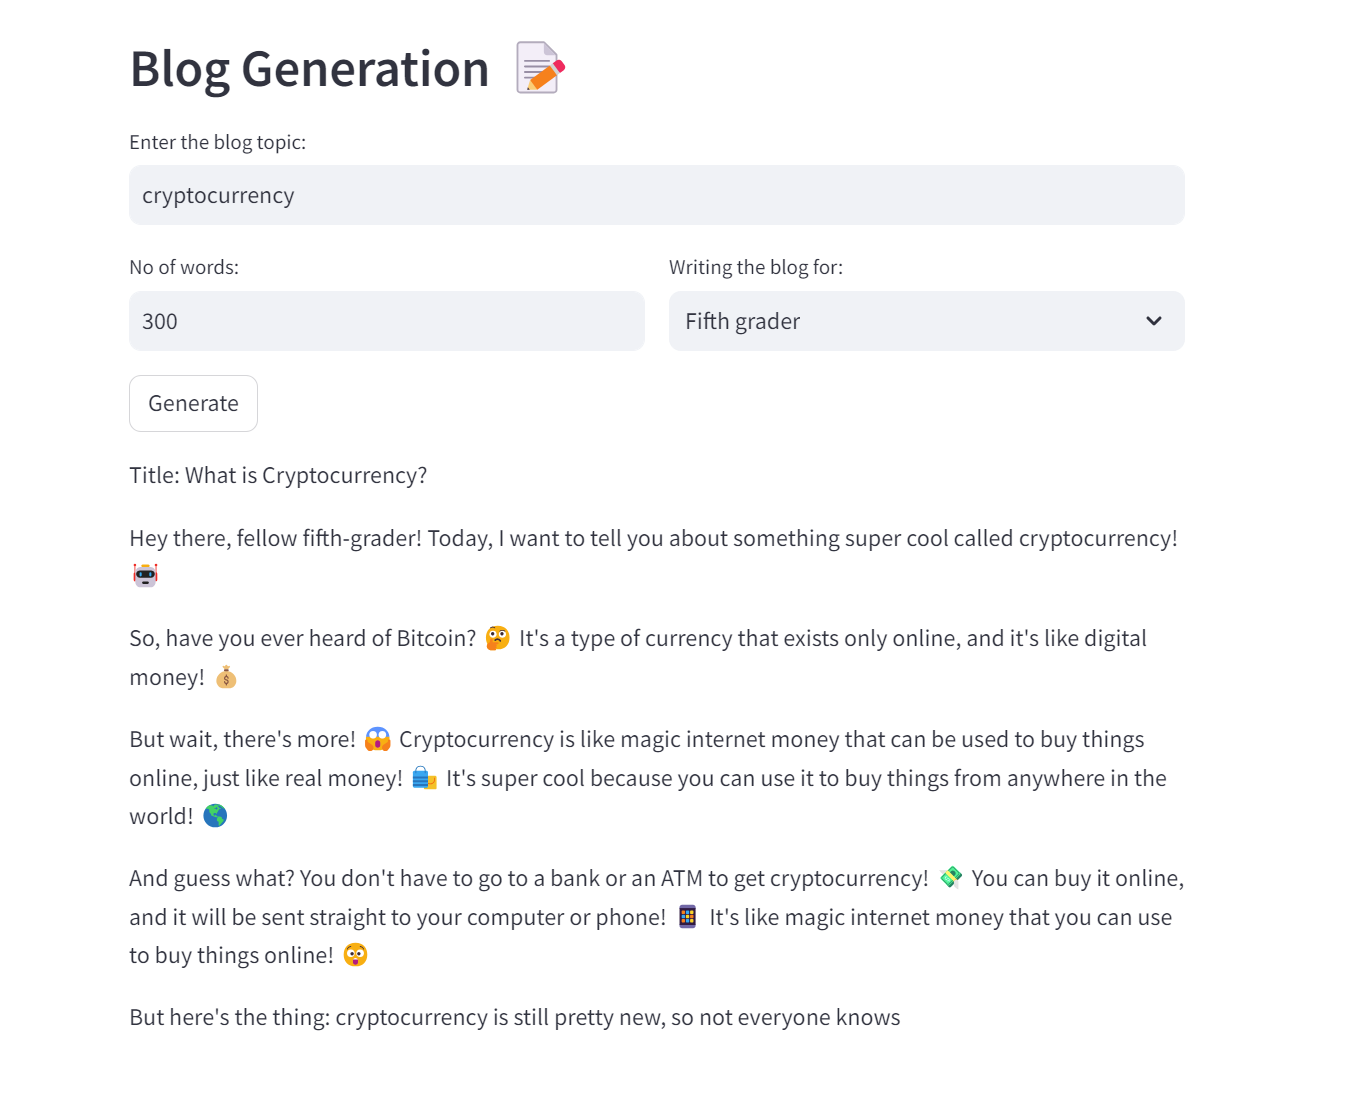 Blog Generation 📝
Enter the blog topic:
cryptocurrency
No of words:
Writing the blog for:
300
Fifth grader
Generate
Title: What is Cryptocurrency?
Hey there, fellow fifth-grader! Today, I want to tell you about something super cool called cryptocurrency!
🤖
So, have you ever heard of Bitcoin? 🤔 It's a type of currency that exists only online, and it's like digital
money! 💰
But wait, there's more! 😱 Cryptocurrency is like magic internet money that can be used to buy things
online, just like real money! 🛍️ It's super cool because you can use it to buy things from anywhere in the
world! 🌎
And guess what? You don't have to go to a bank or an ATM to get cryptocurrency! 💸 You can buy it online,
and it will be sent straight to your computer or phone! 📱 It's like magic internet money that you can use
to buy things online! 😲
But here's the thing: cryptocurrency is still pretty new, so not everyone knows